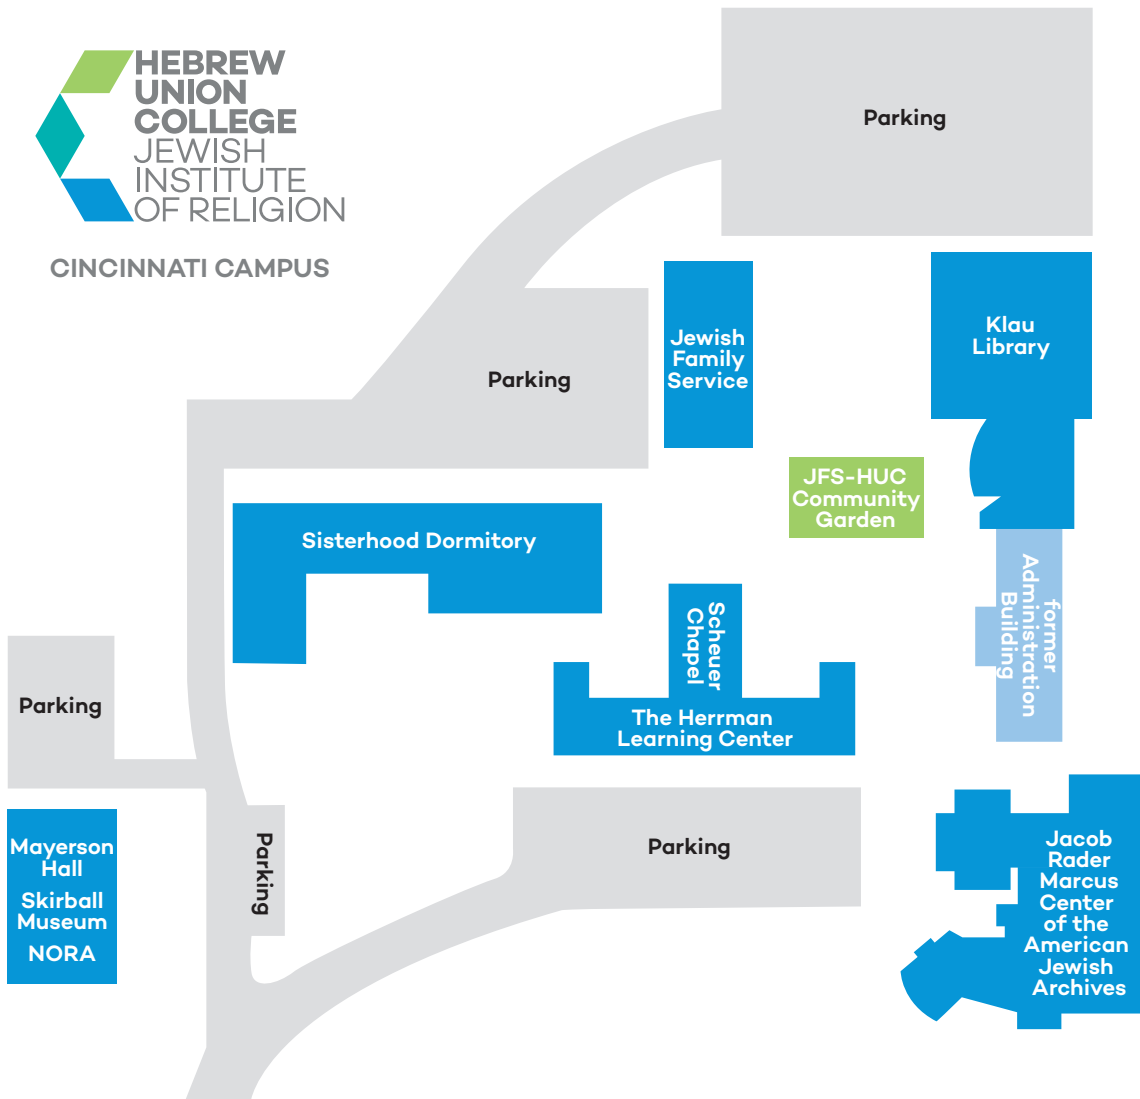 HEBREW
UNION
COLLEGE
JEWISH
INSTITUTE
OF RELIGION
CINCINNATI CAMPUS
Parking
Klau
Library
Jewish
Family
Service
Parking
JFS-HUC
Community
Garden
Sisterhood Dormitory
former
Administration
Building
Scheuer
Chapel
The Herrman
Learning Center
Parking
Mayerson
Hall
Skirball
Museum
NORA
Parking
Parking
Jacob
Rader
Marcus
Center
of the
American
Jewish
Archives